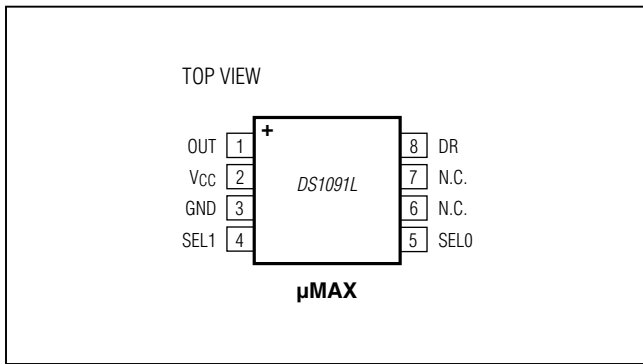 TOP VIEW
+
OUT 1
VCC 2
GND 3
SEL1 4
DS1091L
8 DR
7 N.C.
6 N.C.
5 SEL0
µMAX